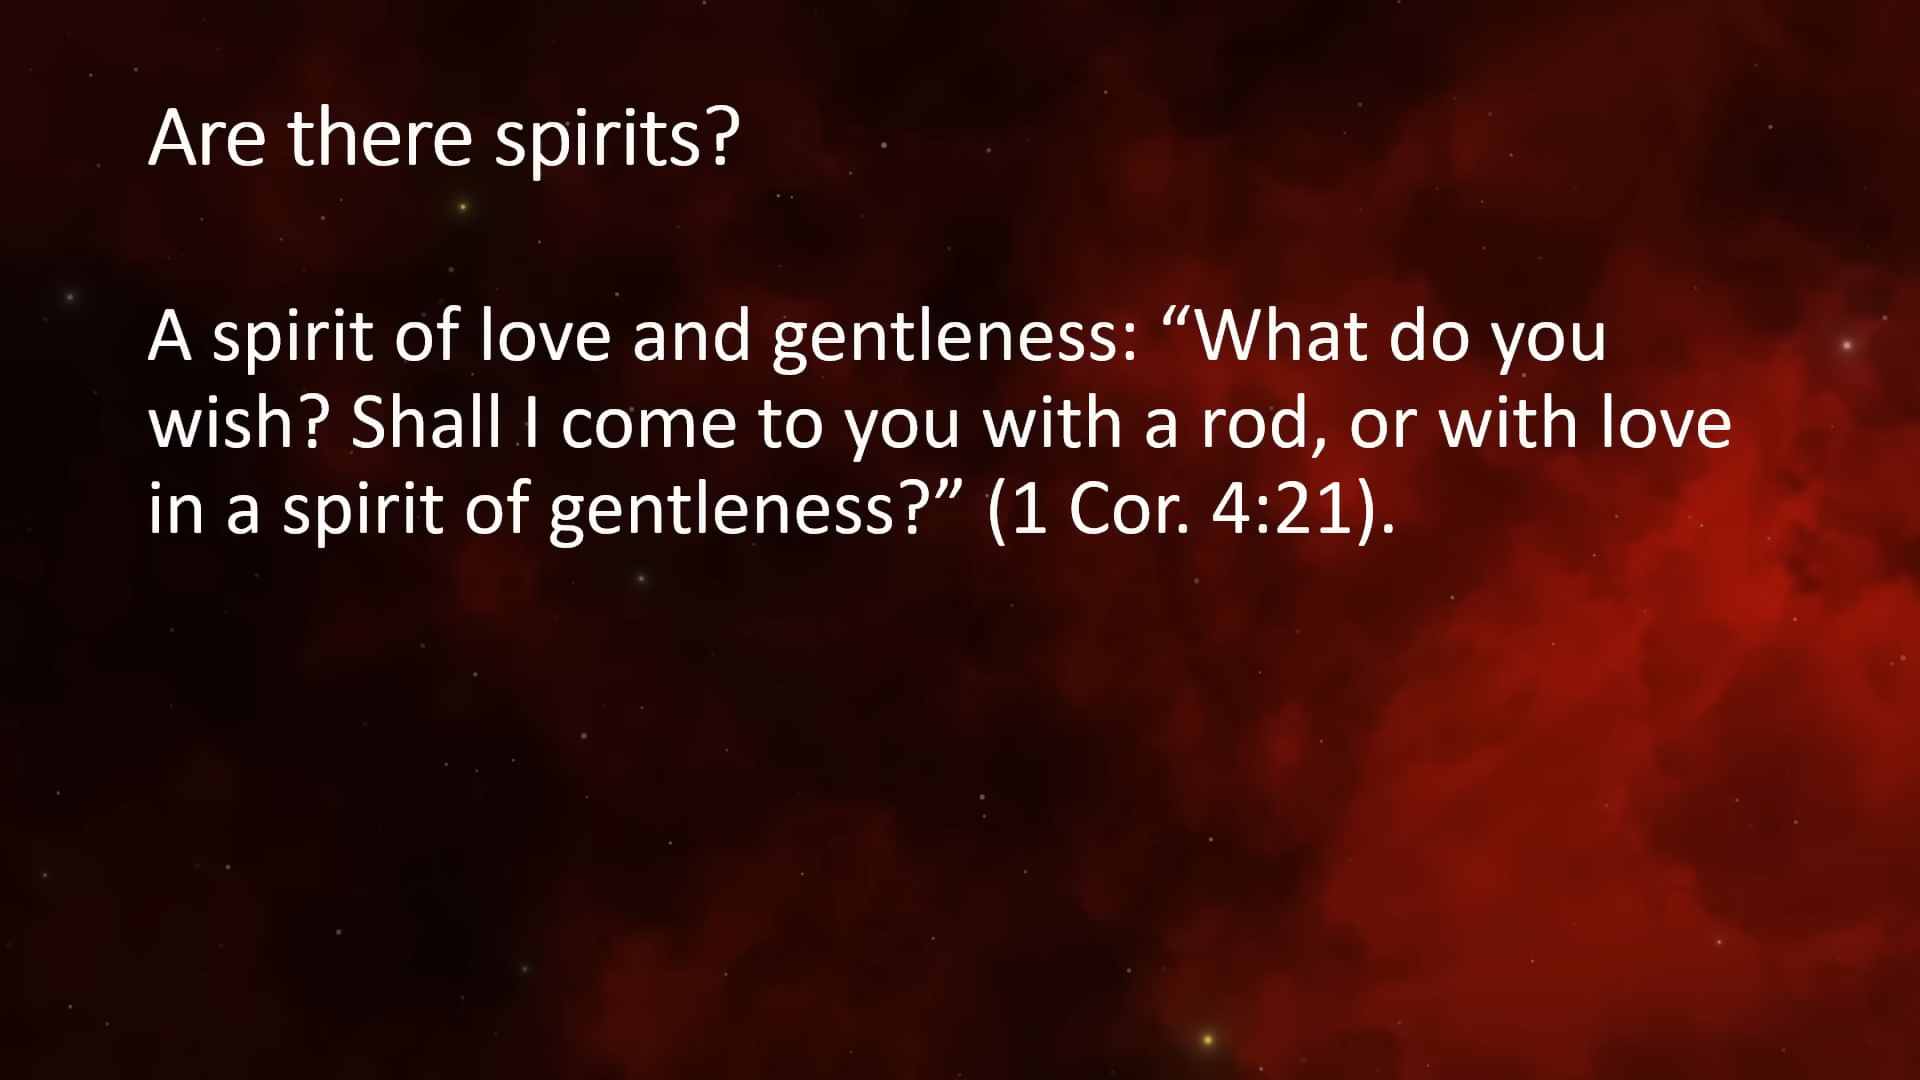 Are there spirits?
A spirit of love and gentleness: “What do you
wish? Shall I come to you with a rod, or with love
in a spirit of gentleness?” (1 Cor. 4:21).